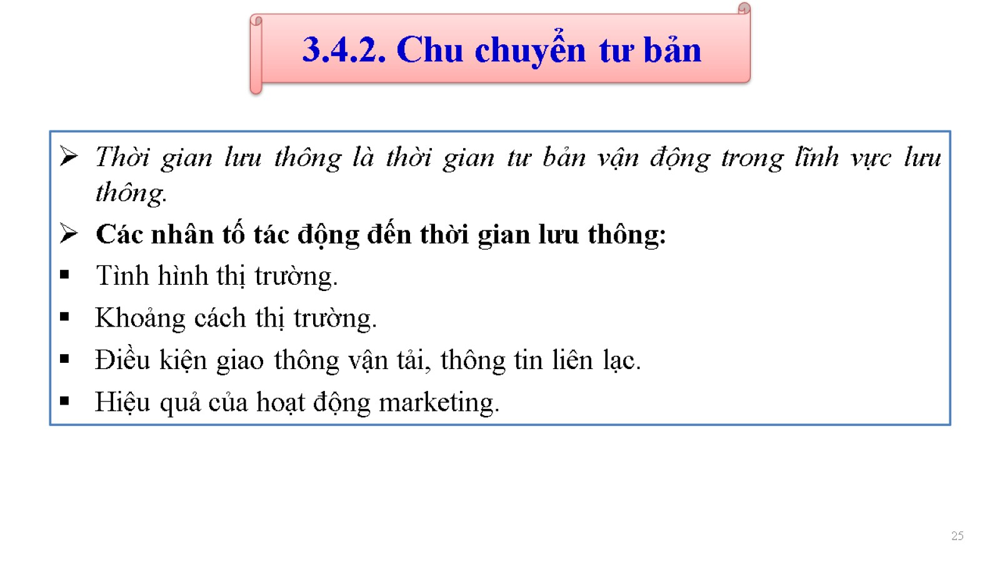 3.4.2. Chu chuyển tư bản
➢ Thời gian lưu thông là thời gian tư bản vận động trong lĩnh vực lưu
thông.
➢ Các nhân tố tác động đến thời gian lưu thông:
▪ Tình hình thị trường.
▪ Khoảng cách thị trường.
▪ Điều kiện giao thông vận tải, thông tin liên lạc.
▪ Hiệu quả của hoạt động marketing.
25